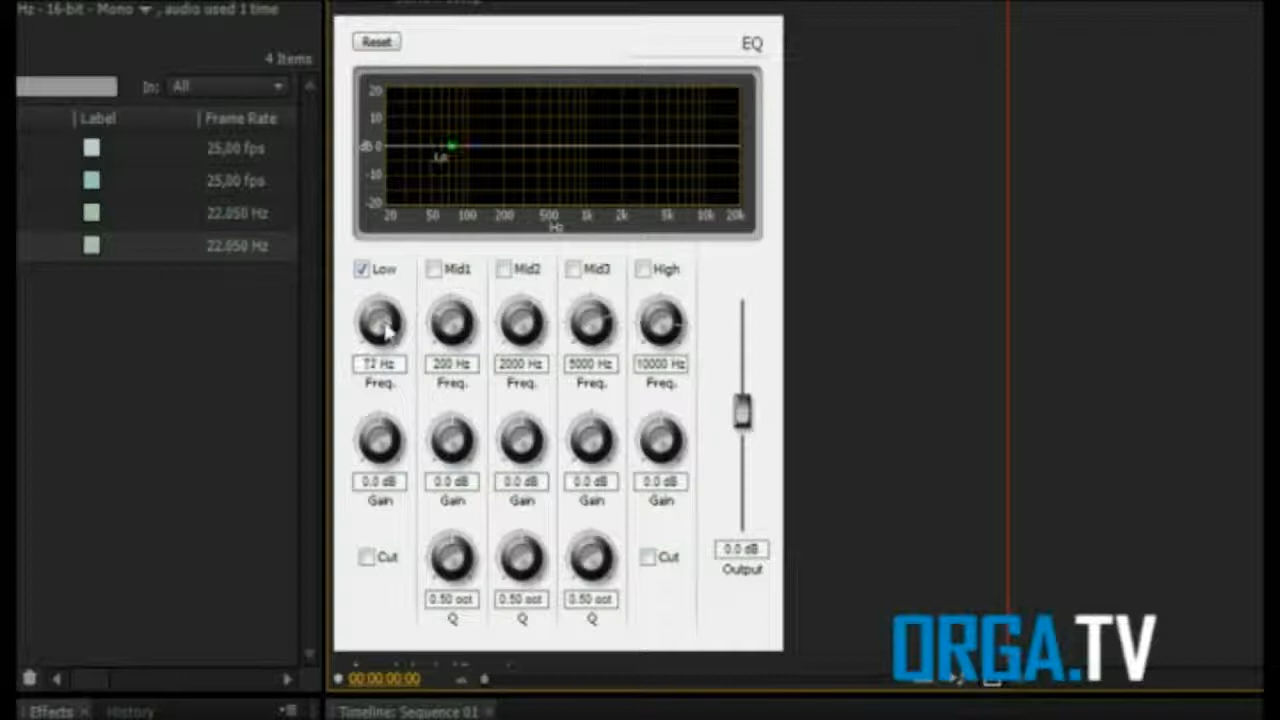 Hz - 16-bit - Mono , audio used 1 time
Reset
EQ
4 Items
In: All
Label Frame Rate
25,00 fps
25,00 fps
22.050 Hz
22.050 Hz
20
10
dB 0
-10
-20
Lo
20 50 100 200 500 1k 2k 5k 10k 20k
Hz
Low Mid1 Mid2 Mid3 High
72 Hz 200 Hz 2000 Hz 5000 Hz 10000 Hz
Freq. Freq. Freq. Freq. Freq.
0.0 dB 0.0 dB 0.0 dB 0.0 dB 0.0 dB
Gain Gain Gain Gain Gain
Cut Cut
0.0 dB
Output
0.50 oct 0.50 oct 0.50 oct
Q Q Q
ORGA.TV
00:00:00:00
Effects History
Timeline: Sequence 01